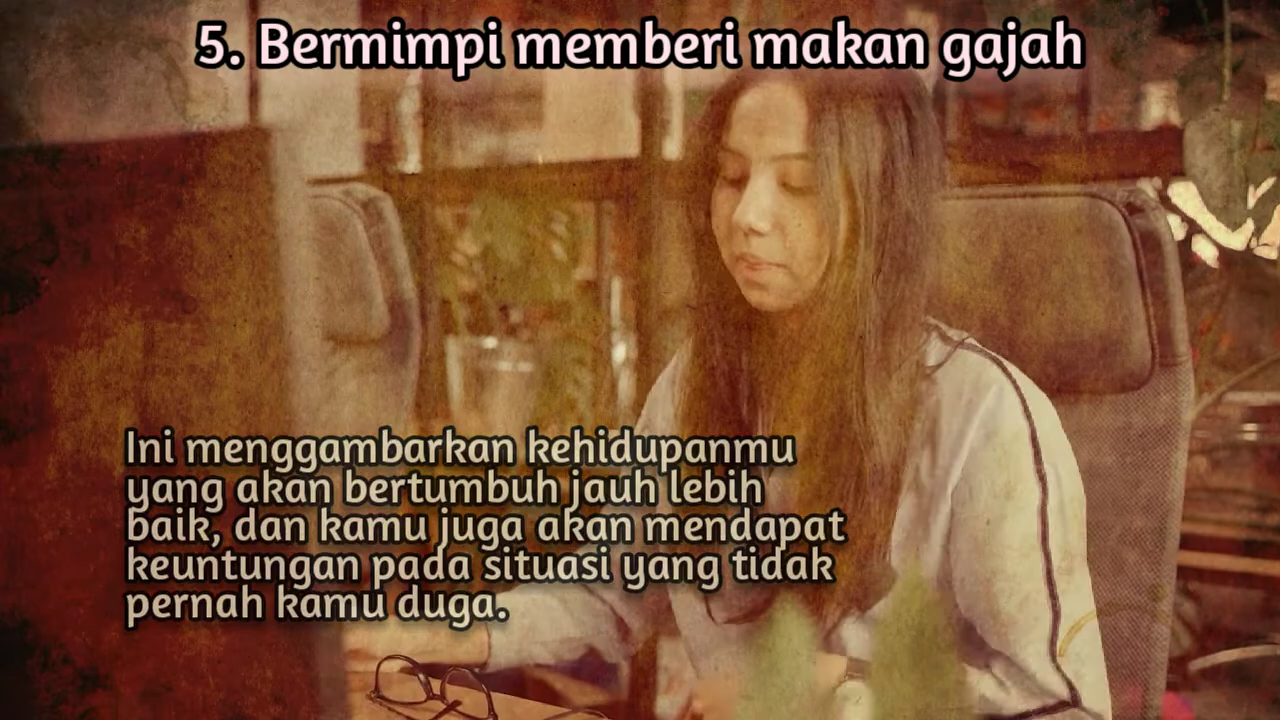 5. Bermimpi memberi makan gajah
Ini menggambarkan kehidupanmu
yang akan bertumbuh jauh lebih
baik, dan kamu juga akan mendapat
keuntungan pada situasi yang tidak
pernah kamu duga.